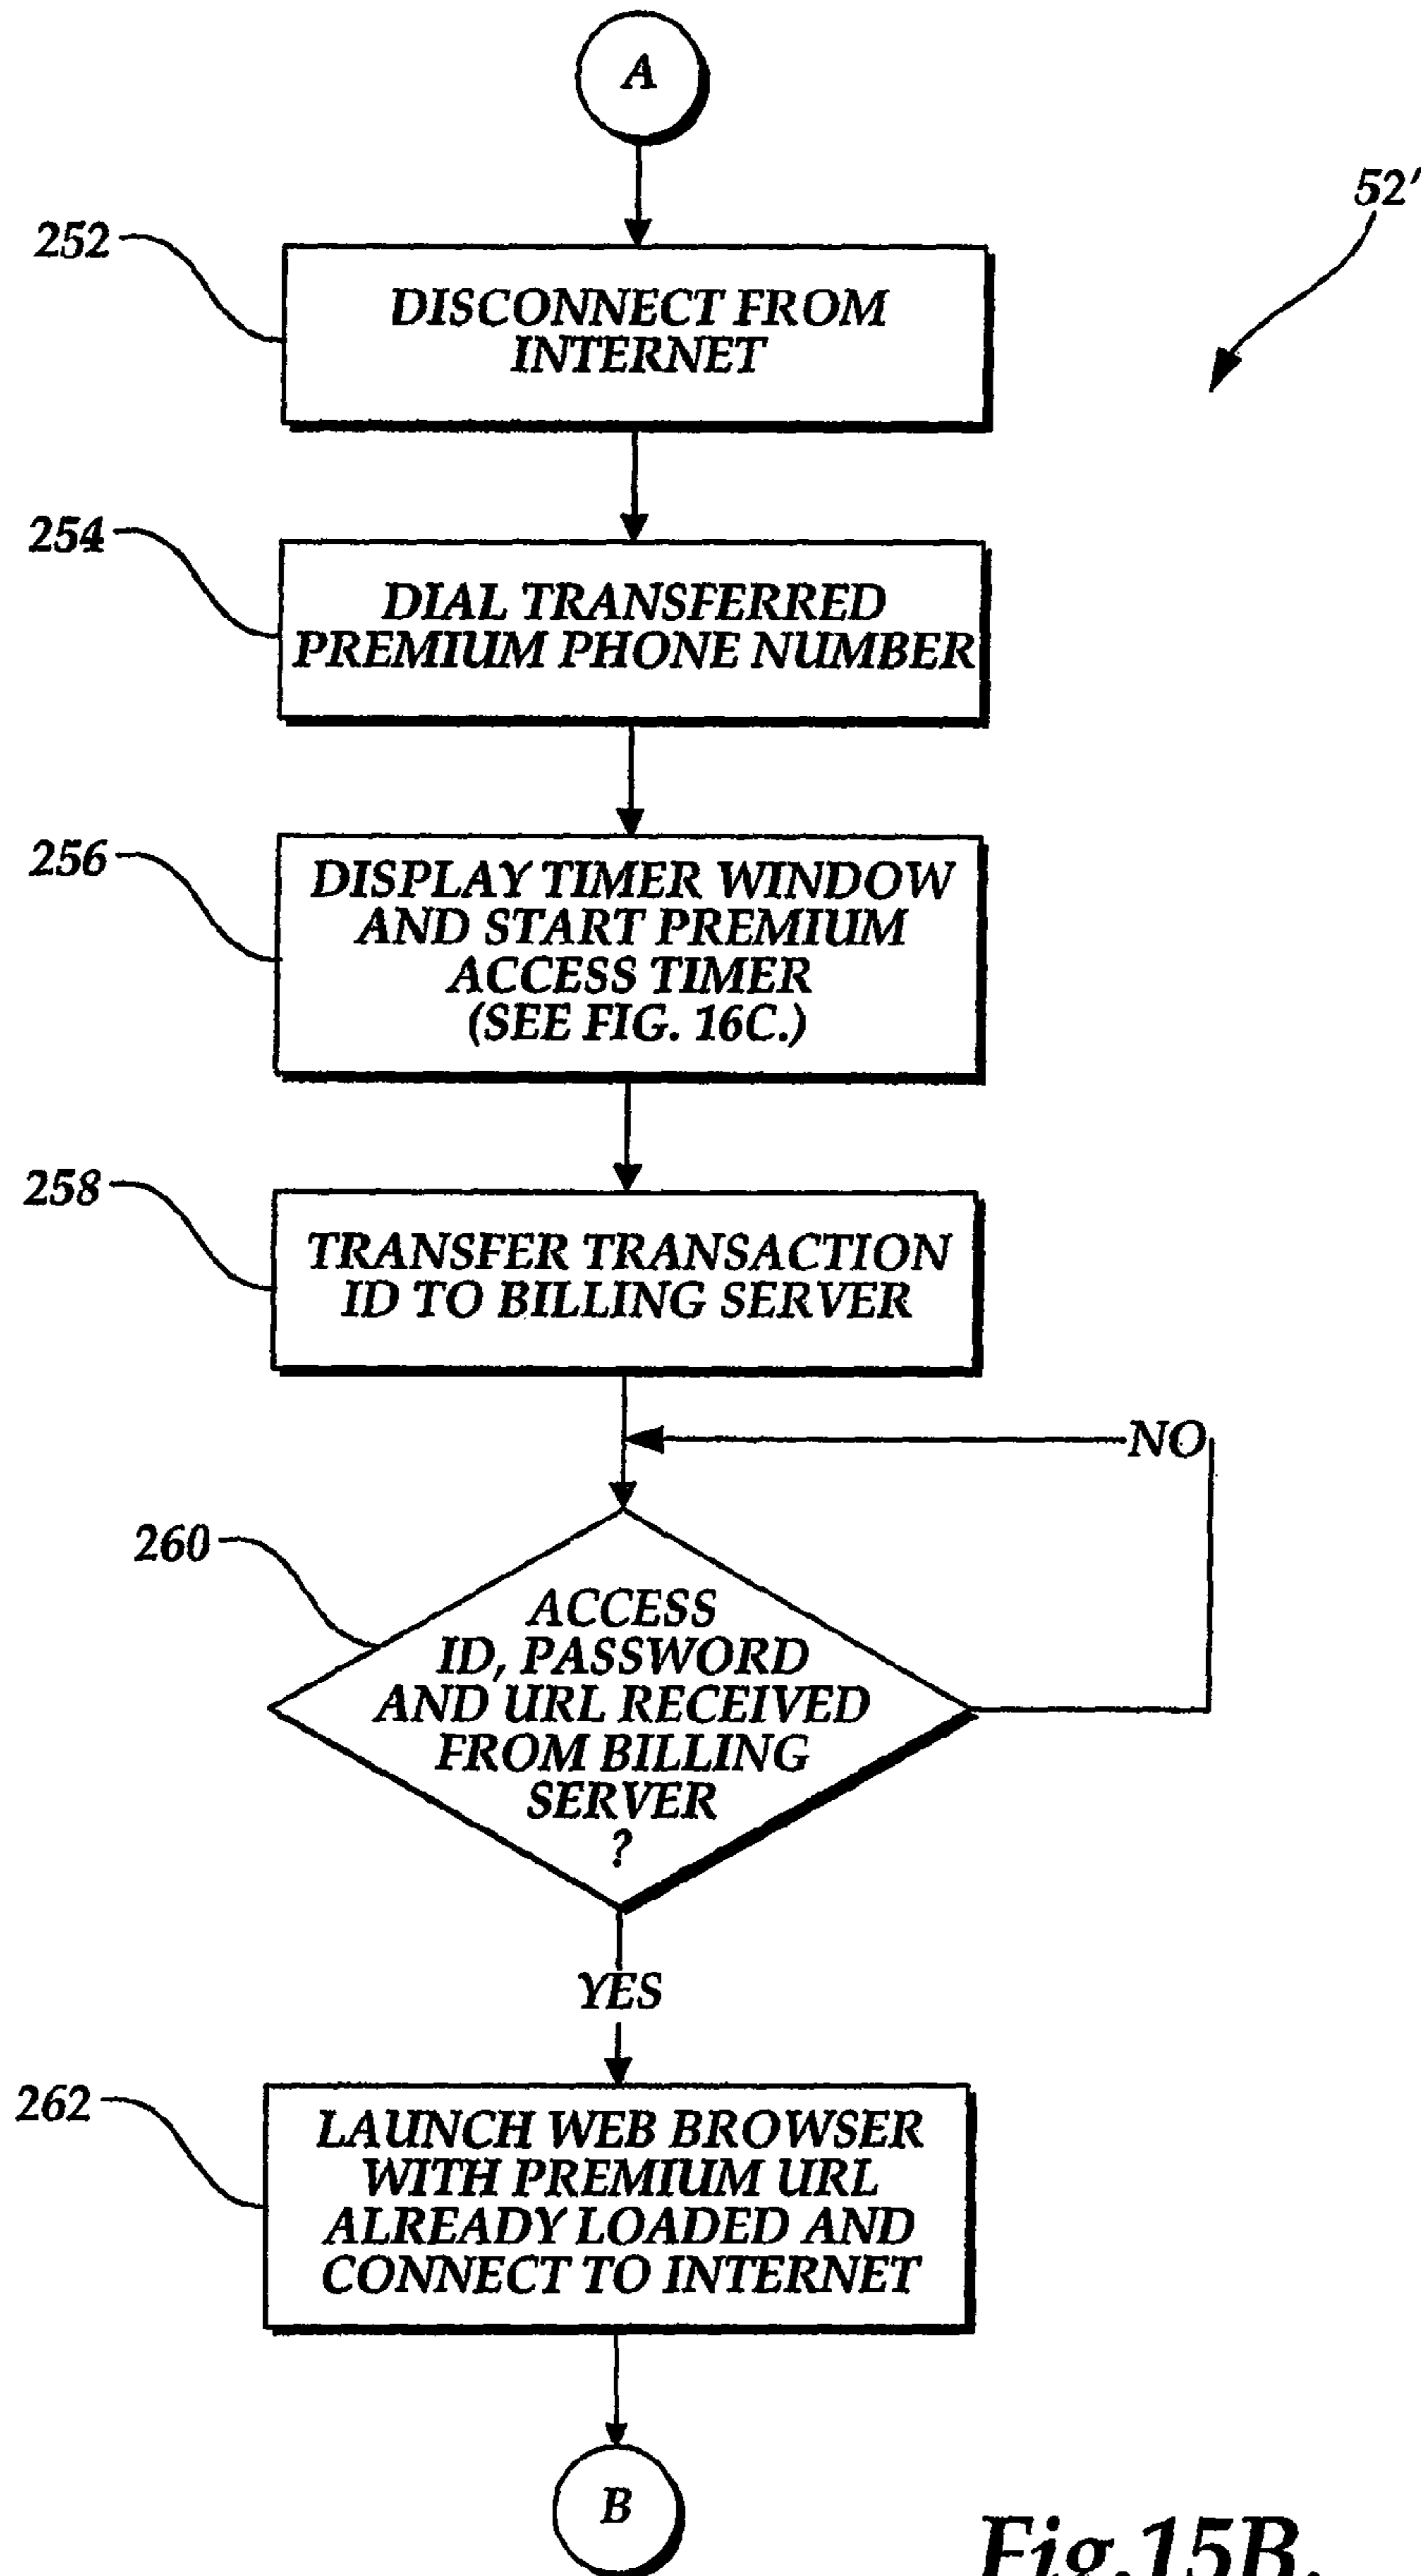 A
52'
252
DISCONNECT FROM
INTERNET
254
DIAL TRANSFERRED
PREMIUM PHONE NUMBER
256
DISPLAY TIMER WINDOW
AND START PREMIUM
ACCESS TIMER
(SEE FIG. 16C.)
258
TRANSFER TRANSACTION
ID TO BILLING SERVER
NO
260
ACCESS
ID, PASSWORD
AND URL RECEIVED
FROM BILLING
SERVER
?
YES
262
LAUNCH WEB BROWSER
WITH PREMIUM URL
ALREADY LOADED AND
CONNECT TO INTERNET
B
Fig.15B.